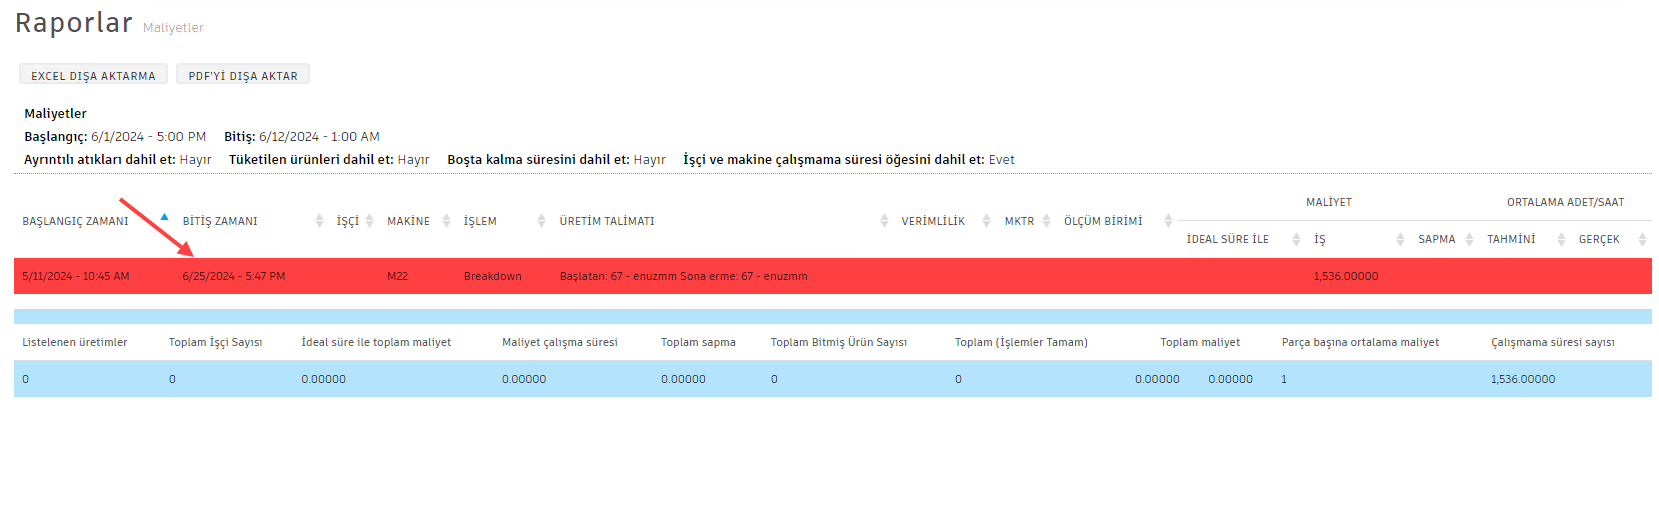 Raporlar Maliyetler
EXCEL DIŞA AKTARMA PDF'Yİ DIŞA AKTAR
Maliyetler
Başlangıç: 6/1/2024 - 5:00 PM Bitiş: 6/12/2024 - 1:00 AM
Ayrıntılı atıkları dahil et: Hayır Tüketilen ürünleri dahil et: Hayır Boşta kalma süresini dahil et: Hayır İşçi ve makine çalışmama süresi öğesini dahil et: Evet
MALİYET ORTALAMA ADET/SAAT
BAŞLANGIÇ ZAMANI BİTİŞ ZAMANI İŞÇİ MAKİNE İŞLEM ÜRETİM TALİMATI VERİMLİLİK MKTR ÖLÇÜM BİRİMİ
İDEAL SÜRE İLE İŞ SAPMA TAHMİNİ GERÇEK
5/11/2024 - 10:45 AM 6/25/2024 - 5:47 PM M22 Breakdown Başlatan: 67 - enuzmm Sona erme: 67 - enuzmm 1,536.00000
Listelenen üretimler Toplam İşçi Sayısı İdeal süre ile toplam maliyet Maliyet çalışma süresi Toplam sapma Toplam Bitmiş Ürün Sayısı Toplam (İşlemler Tamam) Toplam maliyet Parça başına ortalama maliyet Çalışmama süresi sayısı
0 0 0.00000 0.00000 0.00000 0 0 0.00000 0.00000 1 1,536.00000